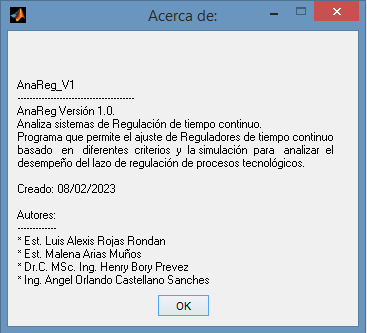 Acerca de:
AnaReg_V1
---------------------------------------
AnaReg Versión 1.0.
Analiza sistemas de Regulación de tiempo continuo.
Programa que permite el ajuste de Reguladores de tiempo continuo
basado en diferentes criterios y la simulación para analizar el
desempeño del lazo de regulación de procesos tecnológicos.
Creado: 08/02/2023
Autores:
-------------
* Est. Luis Alexis Rojas Rondan
* Est. Malena Arias Muños
* Dr.C. MSc. Ing. Henry Bory Prevez
* Ing. Angel Orlando Castellano Sanches
OK